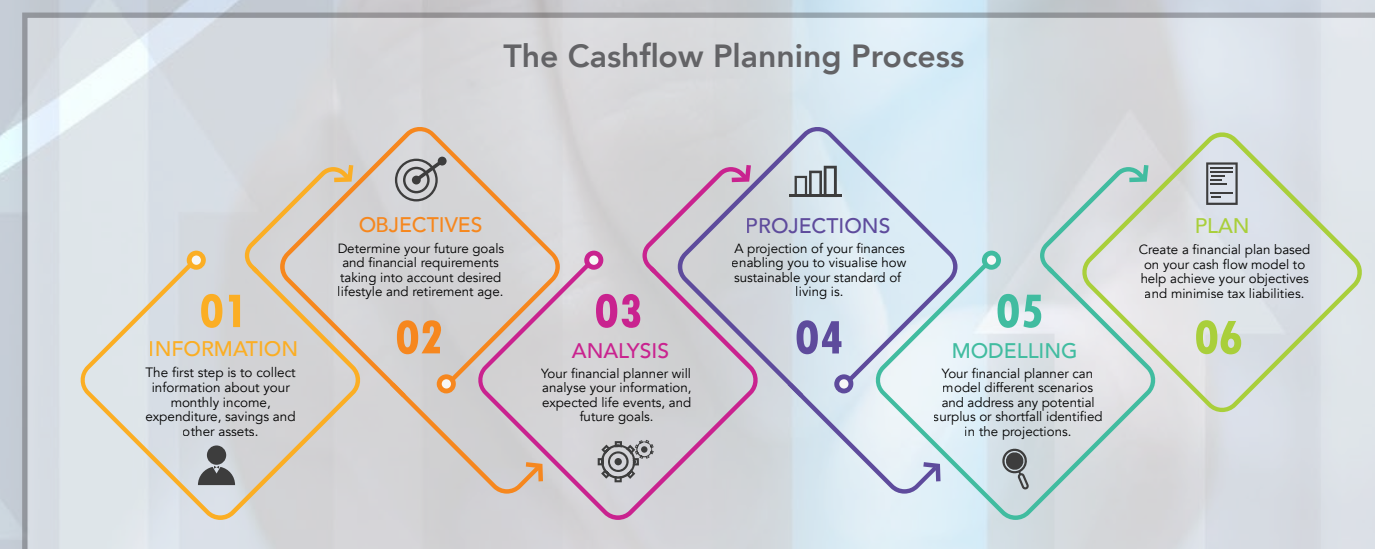 The Cashflow Planning Process
01
INFORMATION
The first step is to collect
information about your
monthly income,
expenditure, savings and
other assets.
OBJECTIVES
Determine your future goals
and financial requirements
taking into account desired
lifestyle and retirement age.
02
03
ANALYSIS
Your financial planner will
analyse your information,
expected life events, and
future goals.
PROJECTIONS
A projection of your finances
enabling you to visualise how
sustainable your standard of
living is.
04
05
MODELLING
Your financial planner can
model different scenarios
and address any potential
surplus or shortfall identified
in the projections.
PLAN
Create a financial plan based
on your cash flow model to
help achieve your objectives
and minimise tax liabilities.
06